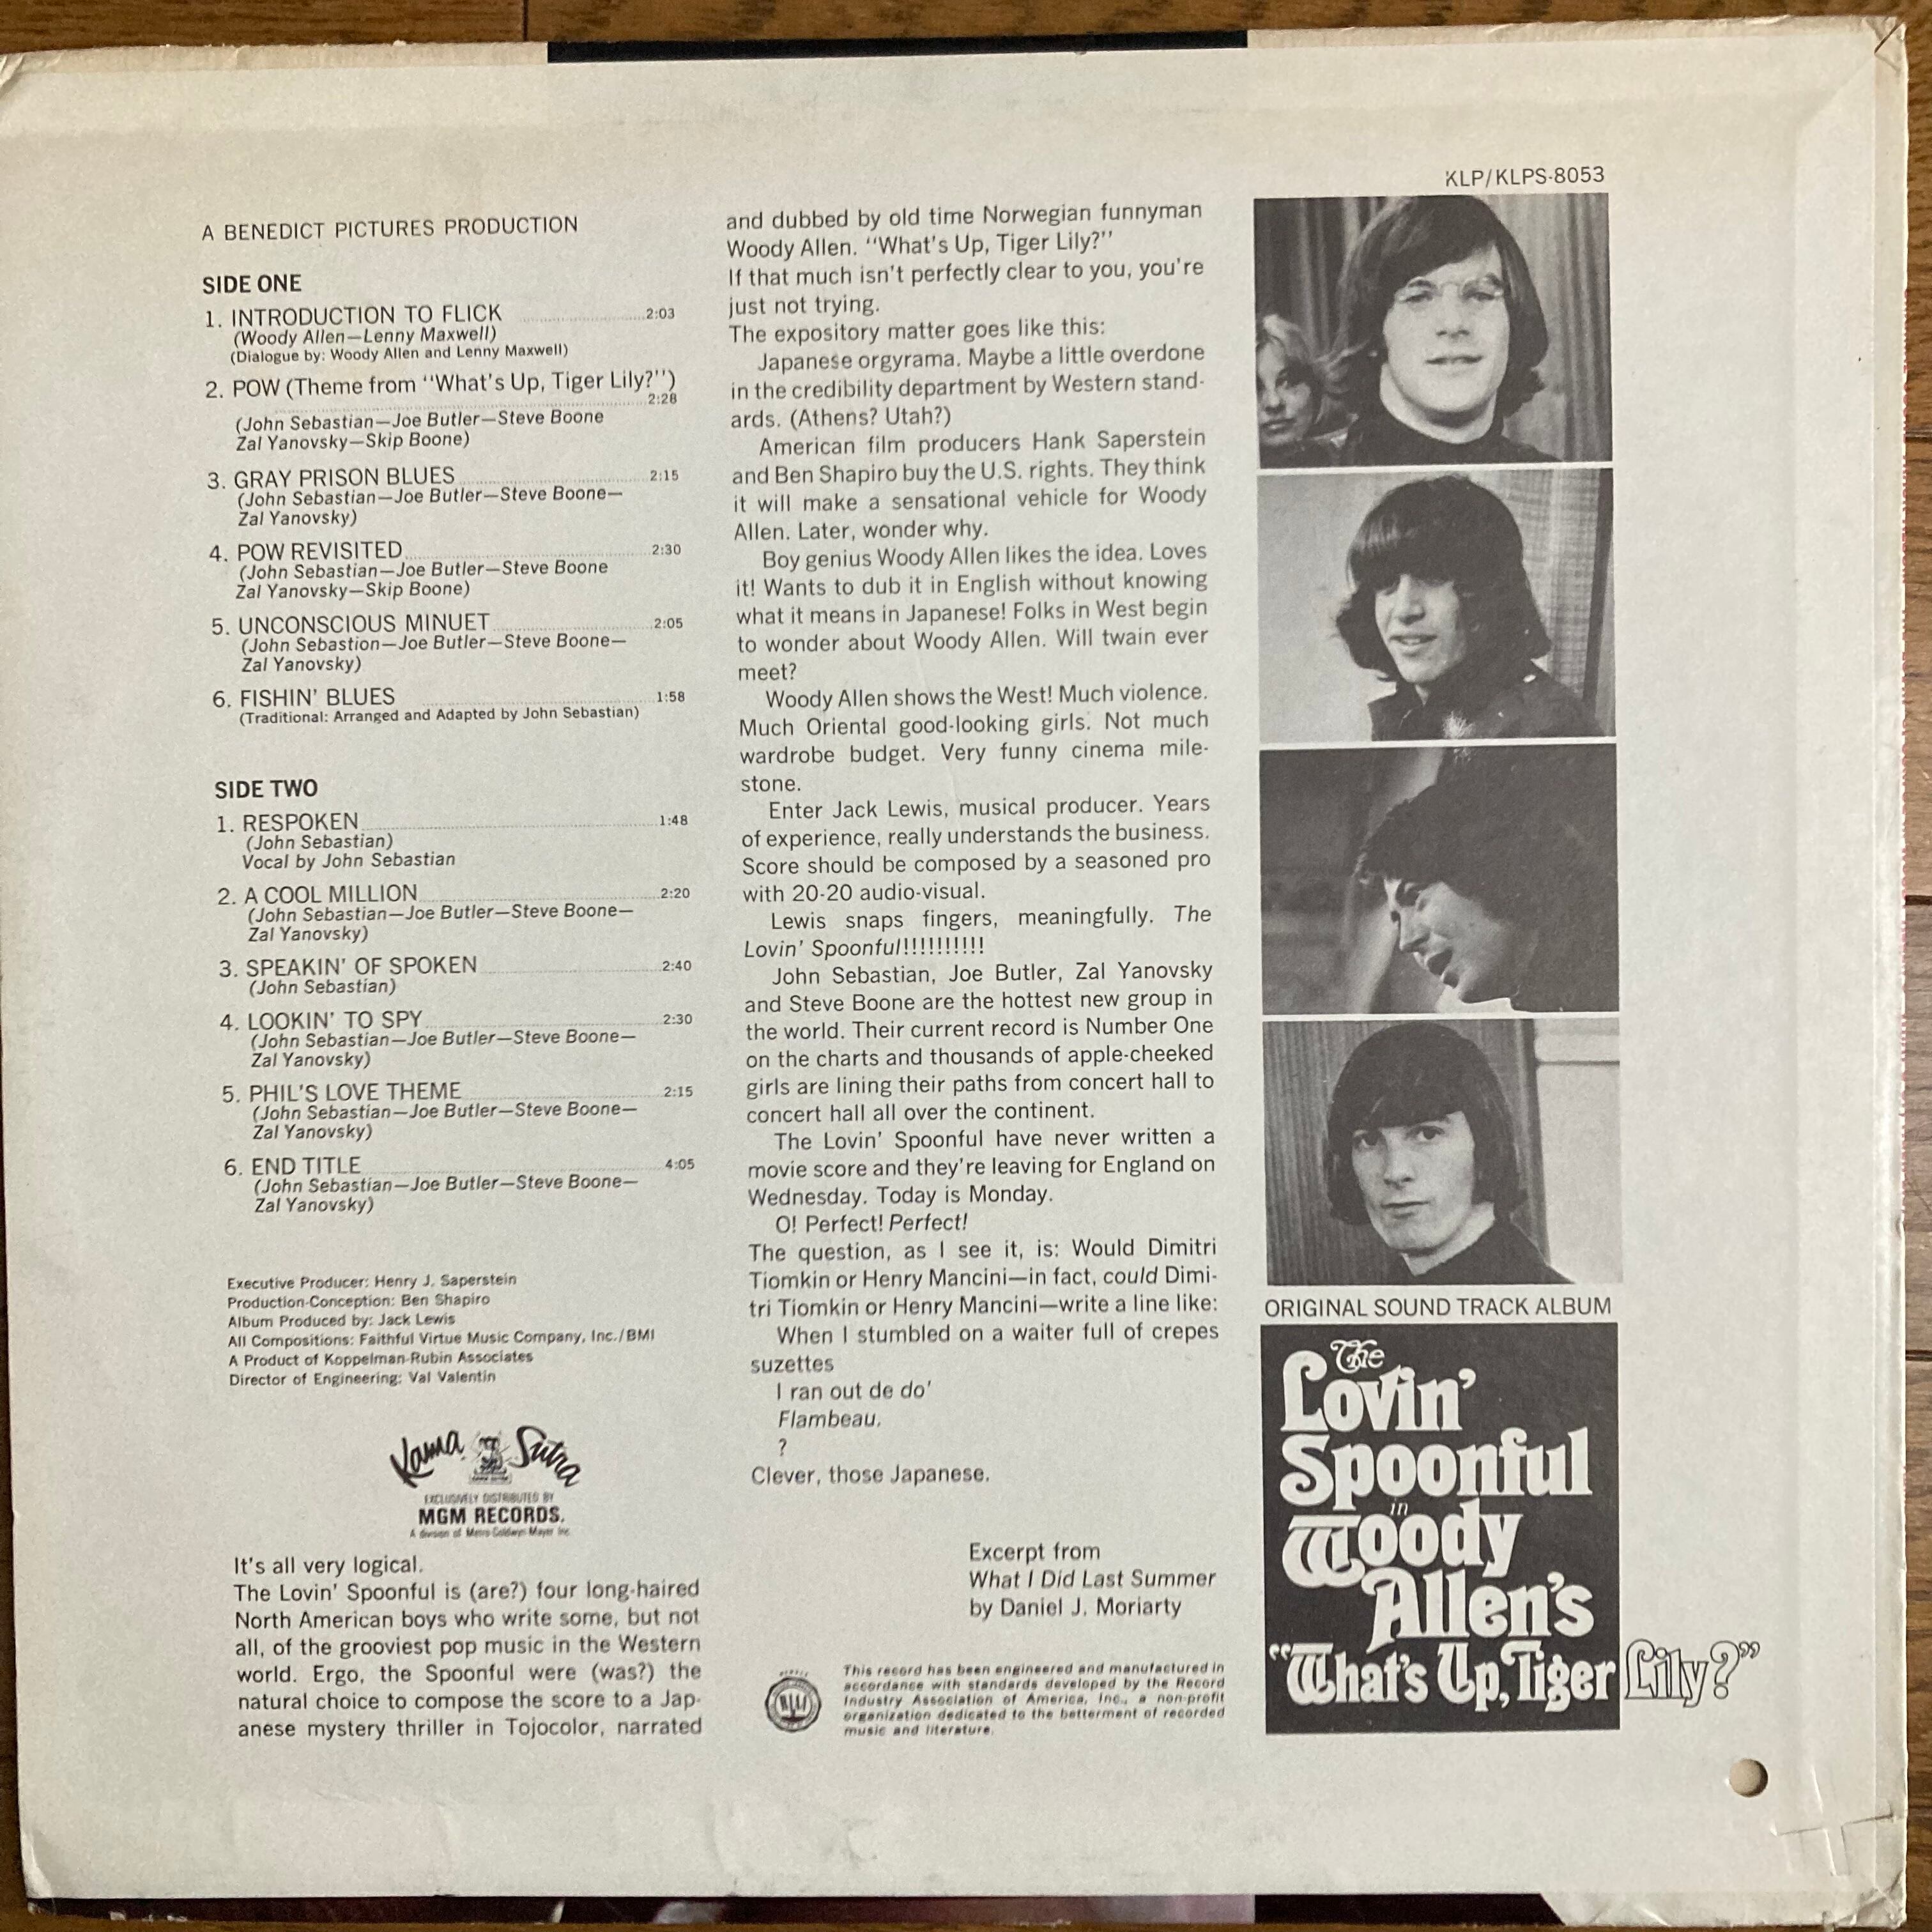 KLP/KLPS-8053
A BENEDICT PICTURES PRODUCTION
SIDE ONE
1. INTRODUCTION TO FLICK 2:03
(Woody Allen—Lenny Maxwell)
(Dialogue by: Woody Allen and Lenny Maxwell)
2. POW (Theme from "What's Up, Tiger Lily?")
2:28
(John Sebastian—Joe Butler—Steve Boone
Zal Yanovsky—Skip Boone)
3. GRAY PRISON BLUES 2:15
(John Sebastian—Joe Butler—Steve Boone—
Zal Yanovsky)
4. POW REVISITED 2:30
(John Sebastian—Joe Butler—Steve Boone
Zal Yanovsky—Skip Boone)
5. UNCONSCIOUS MINUET 2:05
(John Sebastion—Joe Butler—Steve Boone—
Zal Yanovsky)
6. FISHIN' BLUES 1:58
(Traditional: Arranged and Adapted by John Sebastian)
SIDE TWO
1. RESPOKEN 1:48
(John Sebastian)
Vocal by John Sebastian
2. A COOL MILLION 2:20
(John Sebastian—Joe Butler—Steve Boone—
Zal Yanovsky)
3. SPEAKIN' OF SPOKEN 2:40
(John Sebastian)
4. LOOKIN' TO SPY 2:30
(John Sebastian—Joe Butler—Steve Boone—
Zal Yanovsky)
5. PHIL'S LOVE THEME 2:15
(John Sebastian—Joe Butler—Steve Boone—
Zal Yanovsky)
6. END TITLE 4:05
(John Sebastian—Joe Butler—Steve Boone—
Zal Yanovsky)
Executive Producer: Henry J. Saperstein
Production-Conception: Ben Shapiro
Album Produced by: Jack Lewis
All Compositions: Faithful Virtue Music Company, Inc./BMI
A Product of Koppelman-Rubin Associates
Director of Engineering: Val Valentin
Kama Sutra
EXCLUSIVELY DISTRIBUTED BY
MGM RECORDS.
A division of Metro-Goldwyn-Mayer Inc.
It's all very logical.
The Lovin' Spoonful is (are?) four long-haired
North American boys who write some, but not
all, of the grooviest pop music in the Western
world. Ergo, the Spoonful were (was?) the
natural choice to compose the score to a Jap-
anese mystery thriller in Tojocolor, narrated
and dubbed by old time Norwegian funnyman
Woody Allen. "What's Up, Tiger Lily?"
If that much isn't perfectly clear to you, you're
just not trying.
The expository matter goes like this:
Japanese orgyrama. Maybe a little overdone
in the credibility department by Western stand-
ards. (Athens? Utah?)
American film producers Hank Saperstein
and Ben Shapiro buy the U.S. rights. They think
it will make a sensational vehicle for Woody
Allen. Later, wonder why.
Boy genius Woody Allen likes the idea. Loves
it! Wants to dub it in English without knowing
what it means in Japanese! Folks in West begin
to wonder about Woody Allen. Will twain ever
meet?
Woody Allen shows the West! Much violence.
Much Oriental good-looking girls. Not much
wardrobe budget. Very funny cinema mile-
stone.
Enter Jack Lewis, musical producer. Years
of experience, really understands the business.
Score should be composed by a seasoned pro
with 20-20 audio-visual.
Lewis snaps fingers, meaningfully. The
Lovin' Spoonful!!!!!!!!!!
John Sebastian, Joe Butler, Zal Yanovsky
and Steve Boone are the hottest new group in
the world. Their current record is Number One
on the charts and thousands of apple-cheeked
girls are lining their paths from concert hall to
concert hall all over the continent.
The Lovin' Spoonful have never written a
movie score and they're leaving for England on
Wednesday. Today is Monday.
O! Perfect! Perfect!
The question, as I see it, is: Would Dimitri
Tiomkin or Henry Mancini—in fact, could Dimi-
tri Tiomkin or Henry Mancini—write a line like:
When I stumbled on a waiter full of crepes
suzettes
I ran out de do'
Flambeau.
?
Clever, those Japanese.
Excerpt from
What I Did Last Summer
by Daniel J. Moriarty
This record has been engineered and manufactured in
accordance with standards developed by the Record
Industry Association of America, Inc., a non-profit
organization dedicated to the betterment of recorded
music and literature.
ORIGINAL SOUND TRACK ALBUM
The
Lovin'
Spoonful
in
Woody
Allen's
"What's Up, Tiger Lily?"